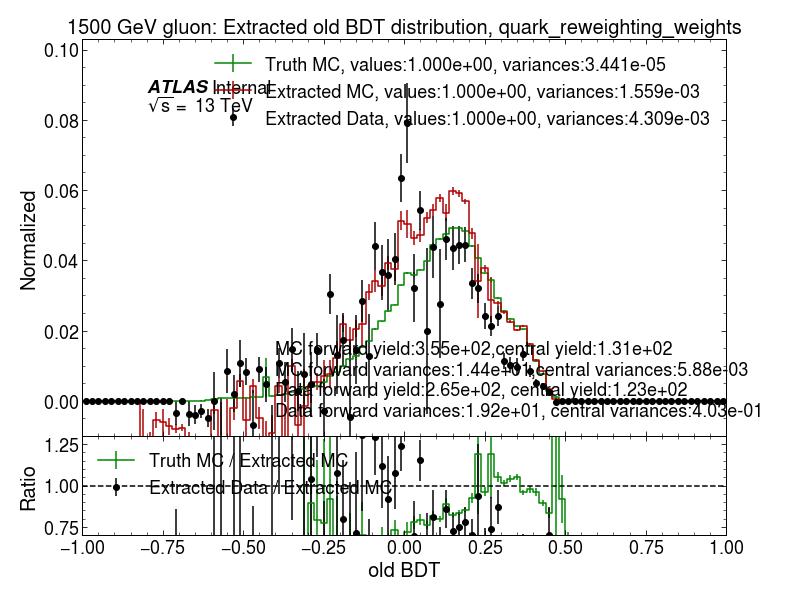 1500 GeV gluon: Extracted old BDT distribution, quark_reweighting_weights
0.10
0.08
0.06
0.04
0.02
0.00
Normalized
Truth MC, values:1.000e+00, variances:3.441e-05
ATLAS Internal
Extracted MC, values:1.000e+00, variances:1.559e-03
√s = 13 TeV
Extracted Data, values:1.000e+00, variances:4.309e-03
MC forward yield:3.55e+02,central yield:1.31e+02
MC forward variances:1.44e+01,central variances:5.88e-03
Data forward yield:2.65e+02, central yield:1.23e+02
Data forward variances:1.92e+01, central variances:4.03e-01
1.25
1.00
0.75
Ratio
Truth MC / Extracted MC
Extracted Data / Extracted MC
−1.00 −0.75 −0.50 −0.25 0.00 0.25 0.50 0.75 1.00
old BDT